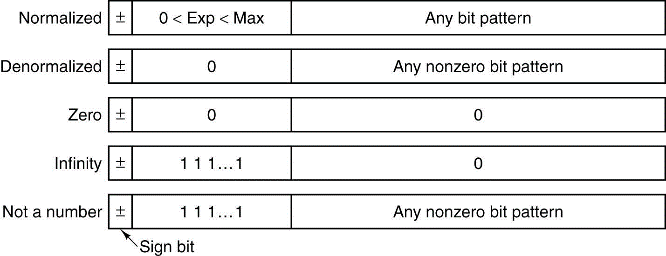 Normalized ± 0 < Exp < Max Any bit pattern
Denormalized ± 0 Any nonzero bit pattern
Zero ± 0 0
Infinity ± 1 1 1…1 0
Not a number ± 1 1 1…1 Any nonzero bit pattern
Sign bit